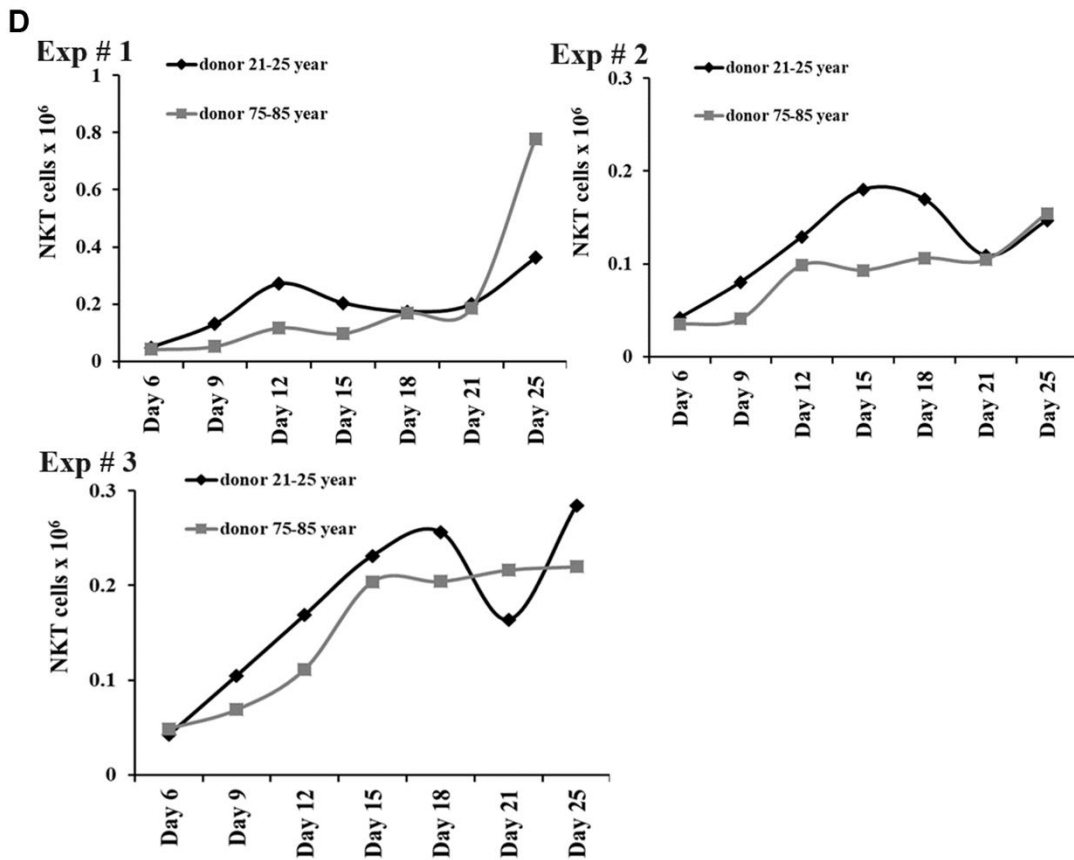 D
Exp # 1
donor 21-25 year
donor 75-85 year
NKT cells x 10⁶
1
0.8
0.6
0.4
0.2
0
Day 6
Day 9
Day 12
Day 15
Day 18
Day 21
Day 25
Exp # 2
donor 21-25 year
donor 75-85 year
NKT cells x 10⁶
0.3
0.2
0.1
0
Day 6
Day 9
Day 12
Day 15
Day 18
Day 21
Day 25
Exp # 3
donor 21-25 year
donor 75-85 year
NKT cells x 10⁶
0.3
0.2
0.1
0
Day 6
Day 9
Day 12
Day 15
Day 18
Day 21
Day 25